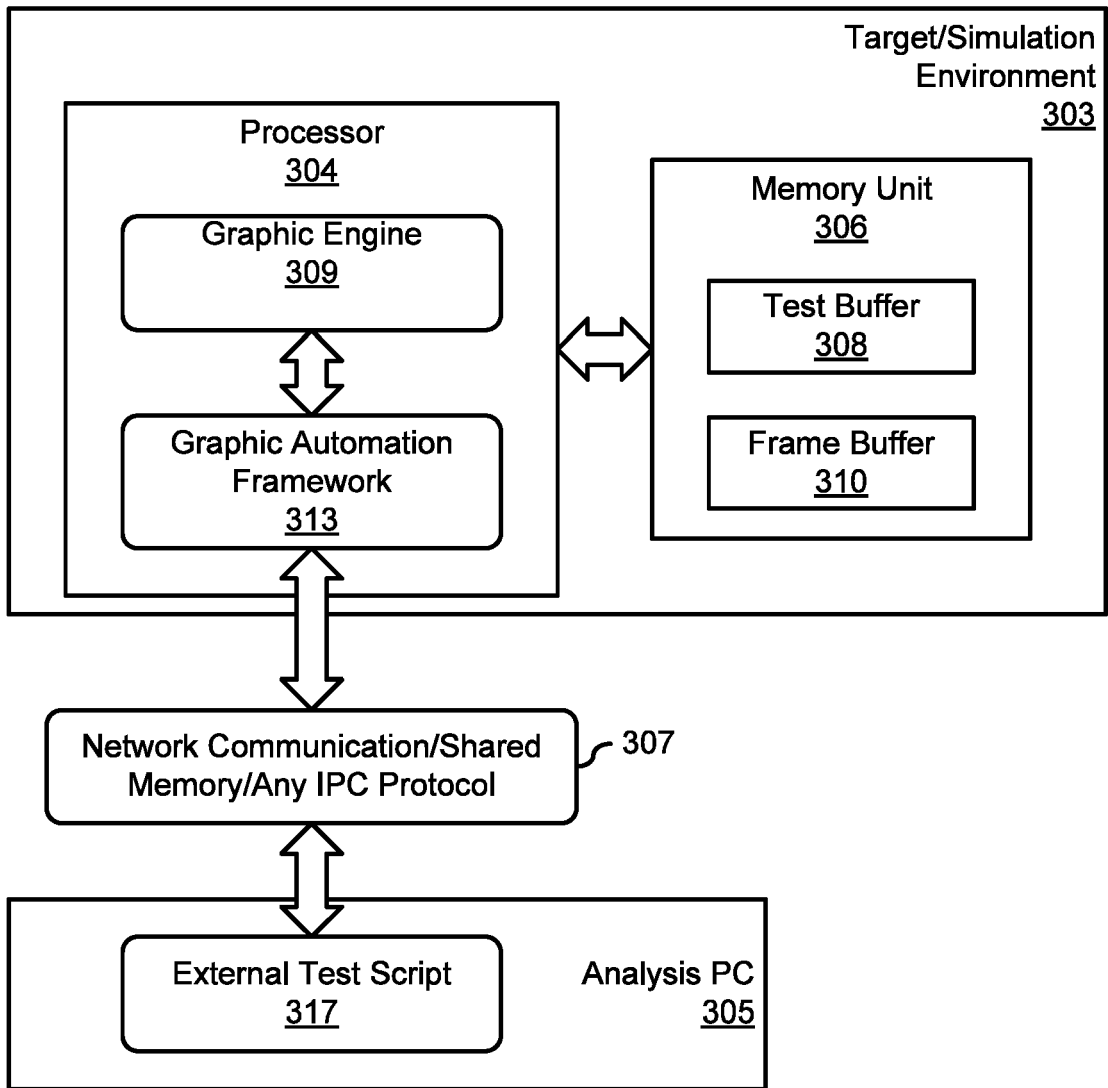 Target/Simulation
Environment
303
Processor
304
Graphic Engine
309
Graphic Automation
Framework
313
Memory Unit
306
Test Buffer
308
Frame Buffer
310
Network Communication/Shared
Memory/Any IPC Protocol
307
External Test Script
317
Analysis PC
305